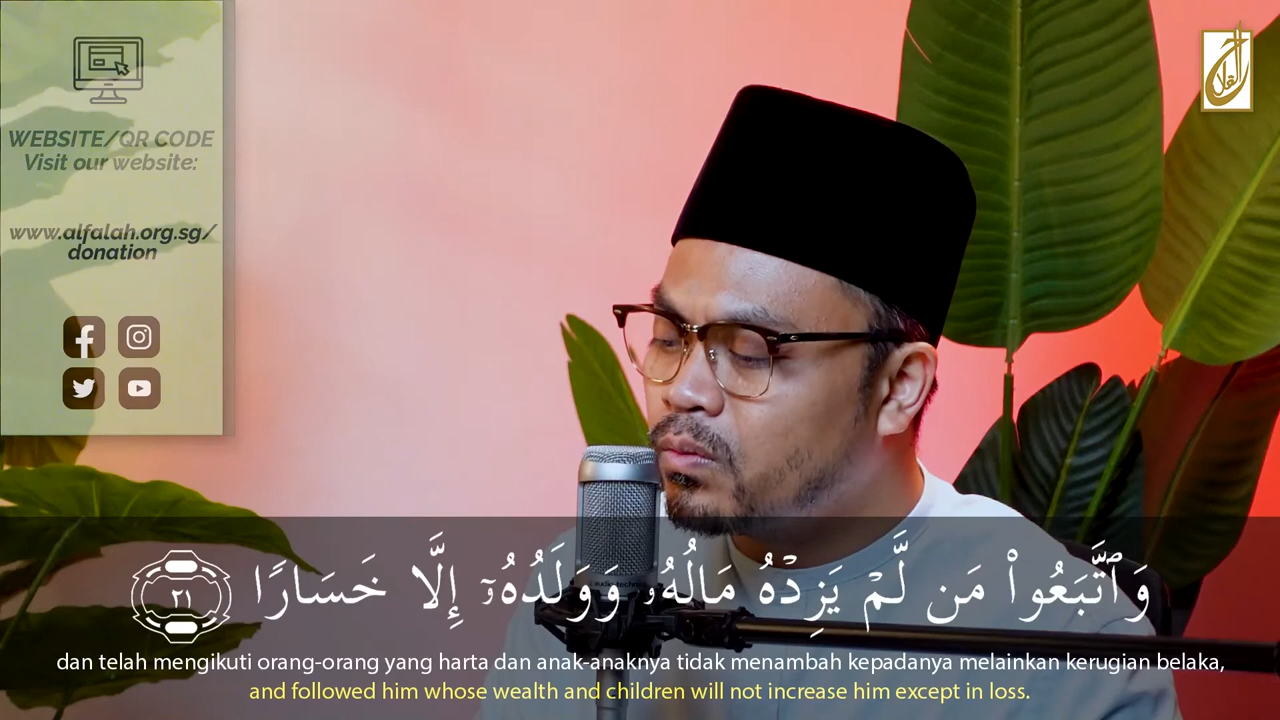 WEBSITE/QR CODE
Visit our website:
www.alfalah.org.sg/
donation
الفلاح
وَٱتَّبَعُوا۟ مَن لَّمْ يَزِدْهُ مَالُهُۥ وَوَلَدُهُۥٓ إِلَّا خَسَارًا ٢١
dan telah mengikuti orang-orang yang harta dan anak-anaknya tidak menambah kepadanya melainkan kerugian belaka,
and followed him whose wealth and children will not increase him except in loss.